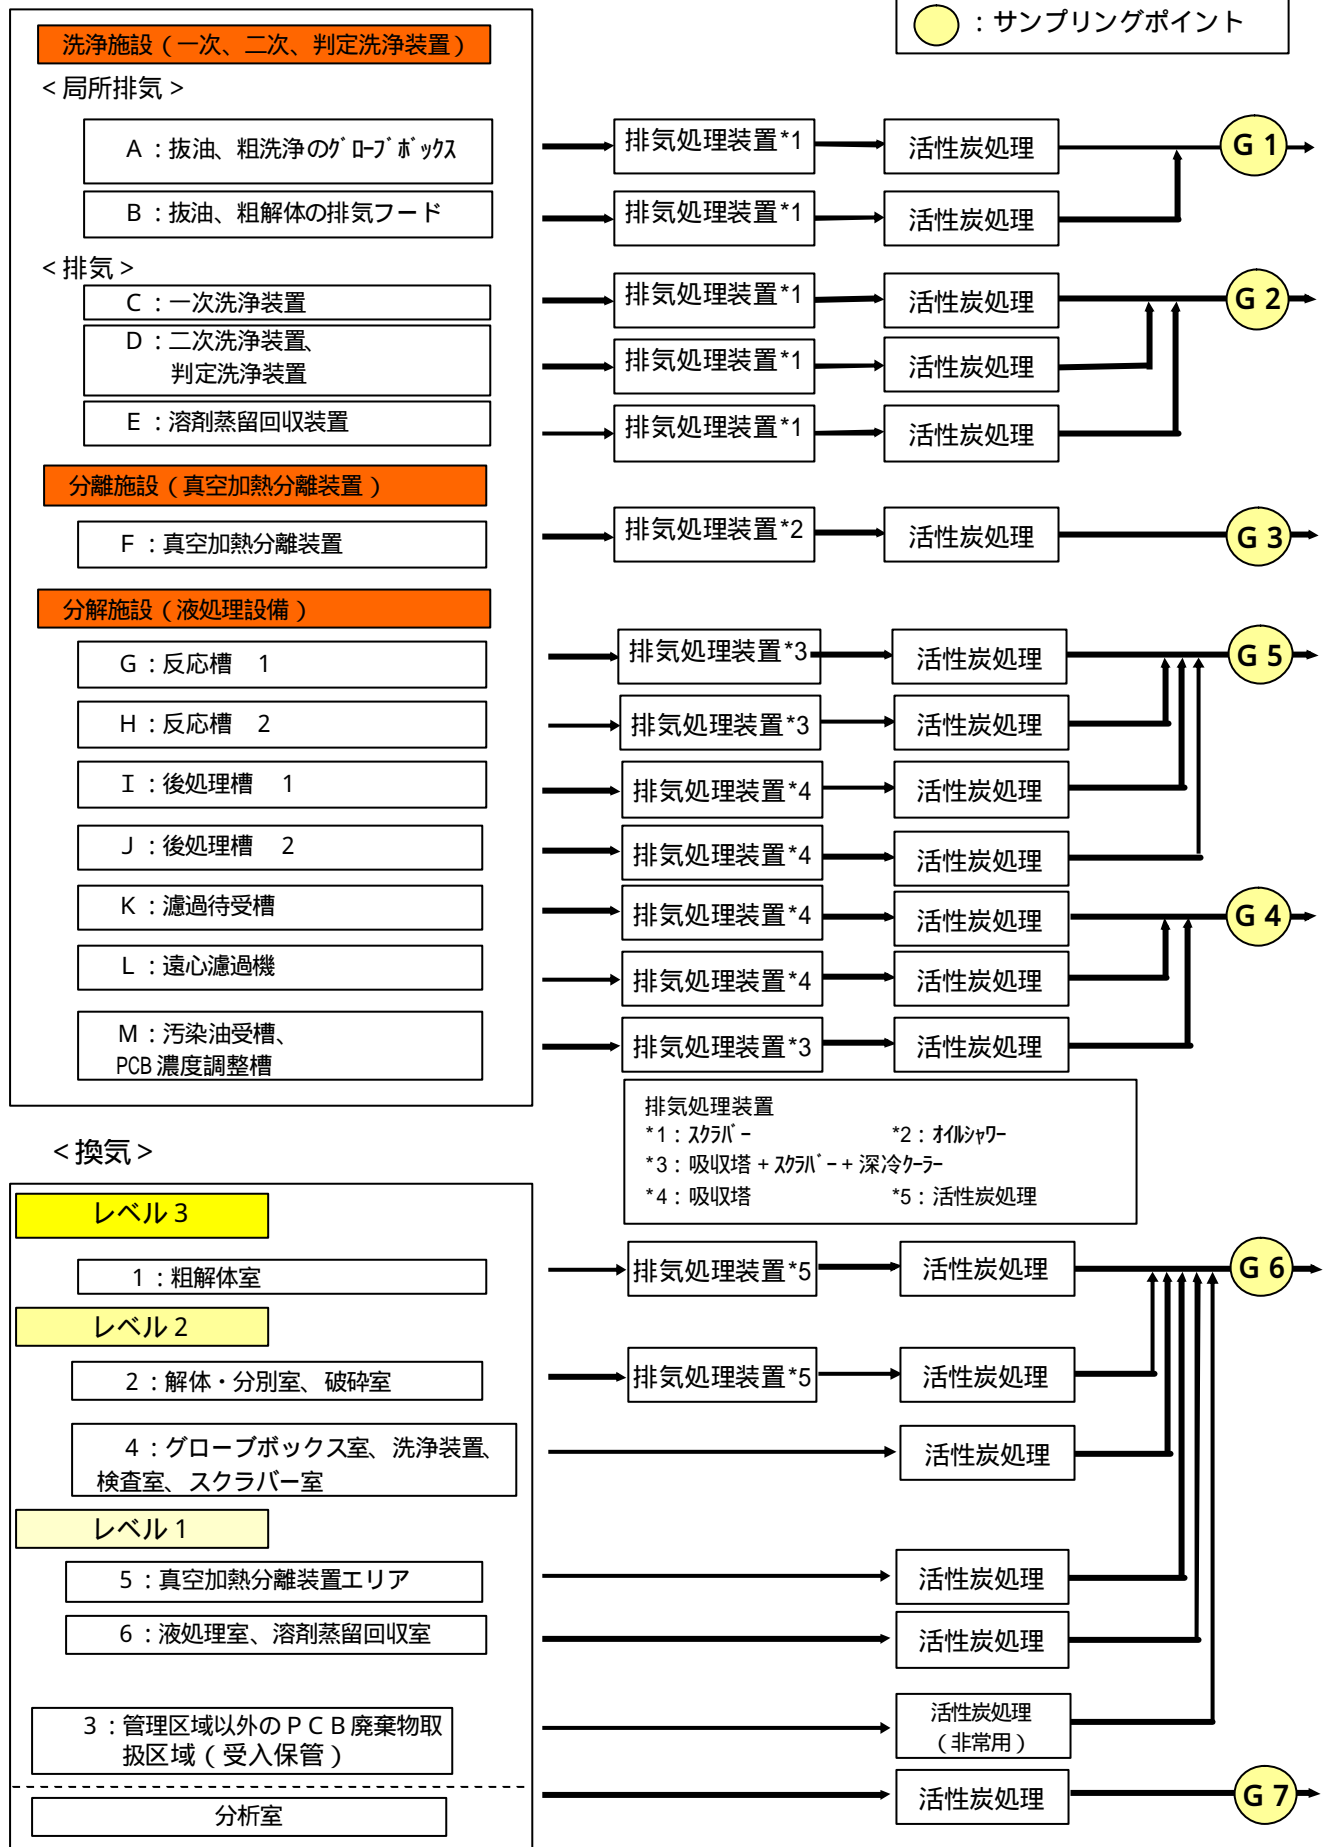 ：サンプリングポイント
洗浄施設（一次、二次、判定洗浄装置）
＜局所排気＞
A：抜油、粗洗浄のｸﾞﾛｰﾌﾞﾎﾞｯｸｽ
排気処理装置*1
活性炭処理
G 1
B：抜油、粗解体の排気フード
排気処理装置*1
活性炭処理
＜排気＞
C：一次洗浄装置
排気処理装置*1
活性炭処理
G 2
D：二次洗浄装置、
判定洗浄装置
排気処理装置*1
活性炭処理
E：溶剤蒸留回収装置
排気処理装置*1
活性炭処理
分離施設（真空加熱分離装置）
F：真空加熱分離装置
排気処理装置*2
活性炭処理
G 3
分解施設（液処理設備）
G：反応槽　1
排気処理装置*3
活性炭処理
G 5
H：反応槽　2
排気処理装置*3
活性炭処理
I：後処理槽　1
排気処理装置*4
活性炭処理
J：後処理槽　2
排気処理装置*4
活性炭処理
K：濾過待受槽
排気処理装置*4
活性炭処理
G 4
L：遠心濾過機
排気処理装置*4
活性炭処理
M：汚染油受槽、
PCB濃度調整槽
排気処理装置*3
活性炭処理
排気処理装置
*1：ｽｸﾗﾊﾞｰ　*2：ｵｲﾙｼｬﾜｰ
*3：吸収塔＋ｽｸﾗﾊﾞｰ＋深冷ｸｰﾗｰ
*4：吸収塔　*5：活性炭処理
＜換気＞
レベル3
1：粗解体室
排気処理装置*5
活性炭処理
G 6
レベル2
2：解体・分別室、破砕室
排気処理装置*5
活性炭処理
4：グローブボックス室、洗浄装置、
検査室、スクラバー室
活性炭処理
レベル1
5：真空加熱分離装置エリア
活性炭処理
6：液処理室、溶剤蒸留回収室
活性炭処理
3：管理区域以外のＰＣＢ廃棄物取
扱区域（受入保管）
活性炭処理
（非常用）
分析室
活性炭処理
G 7